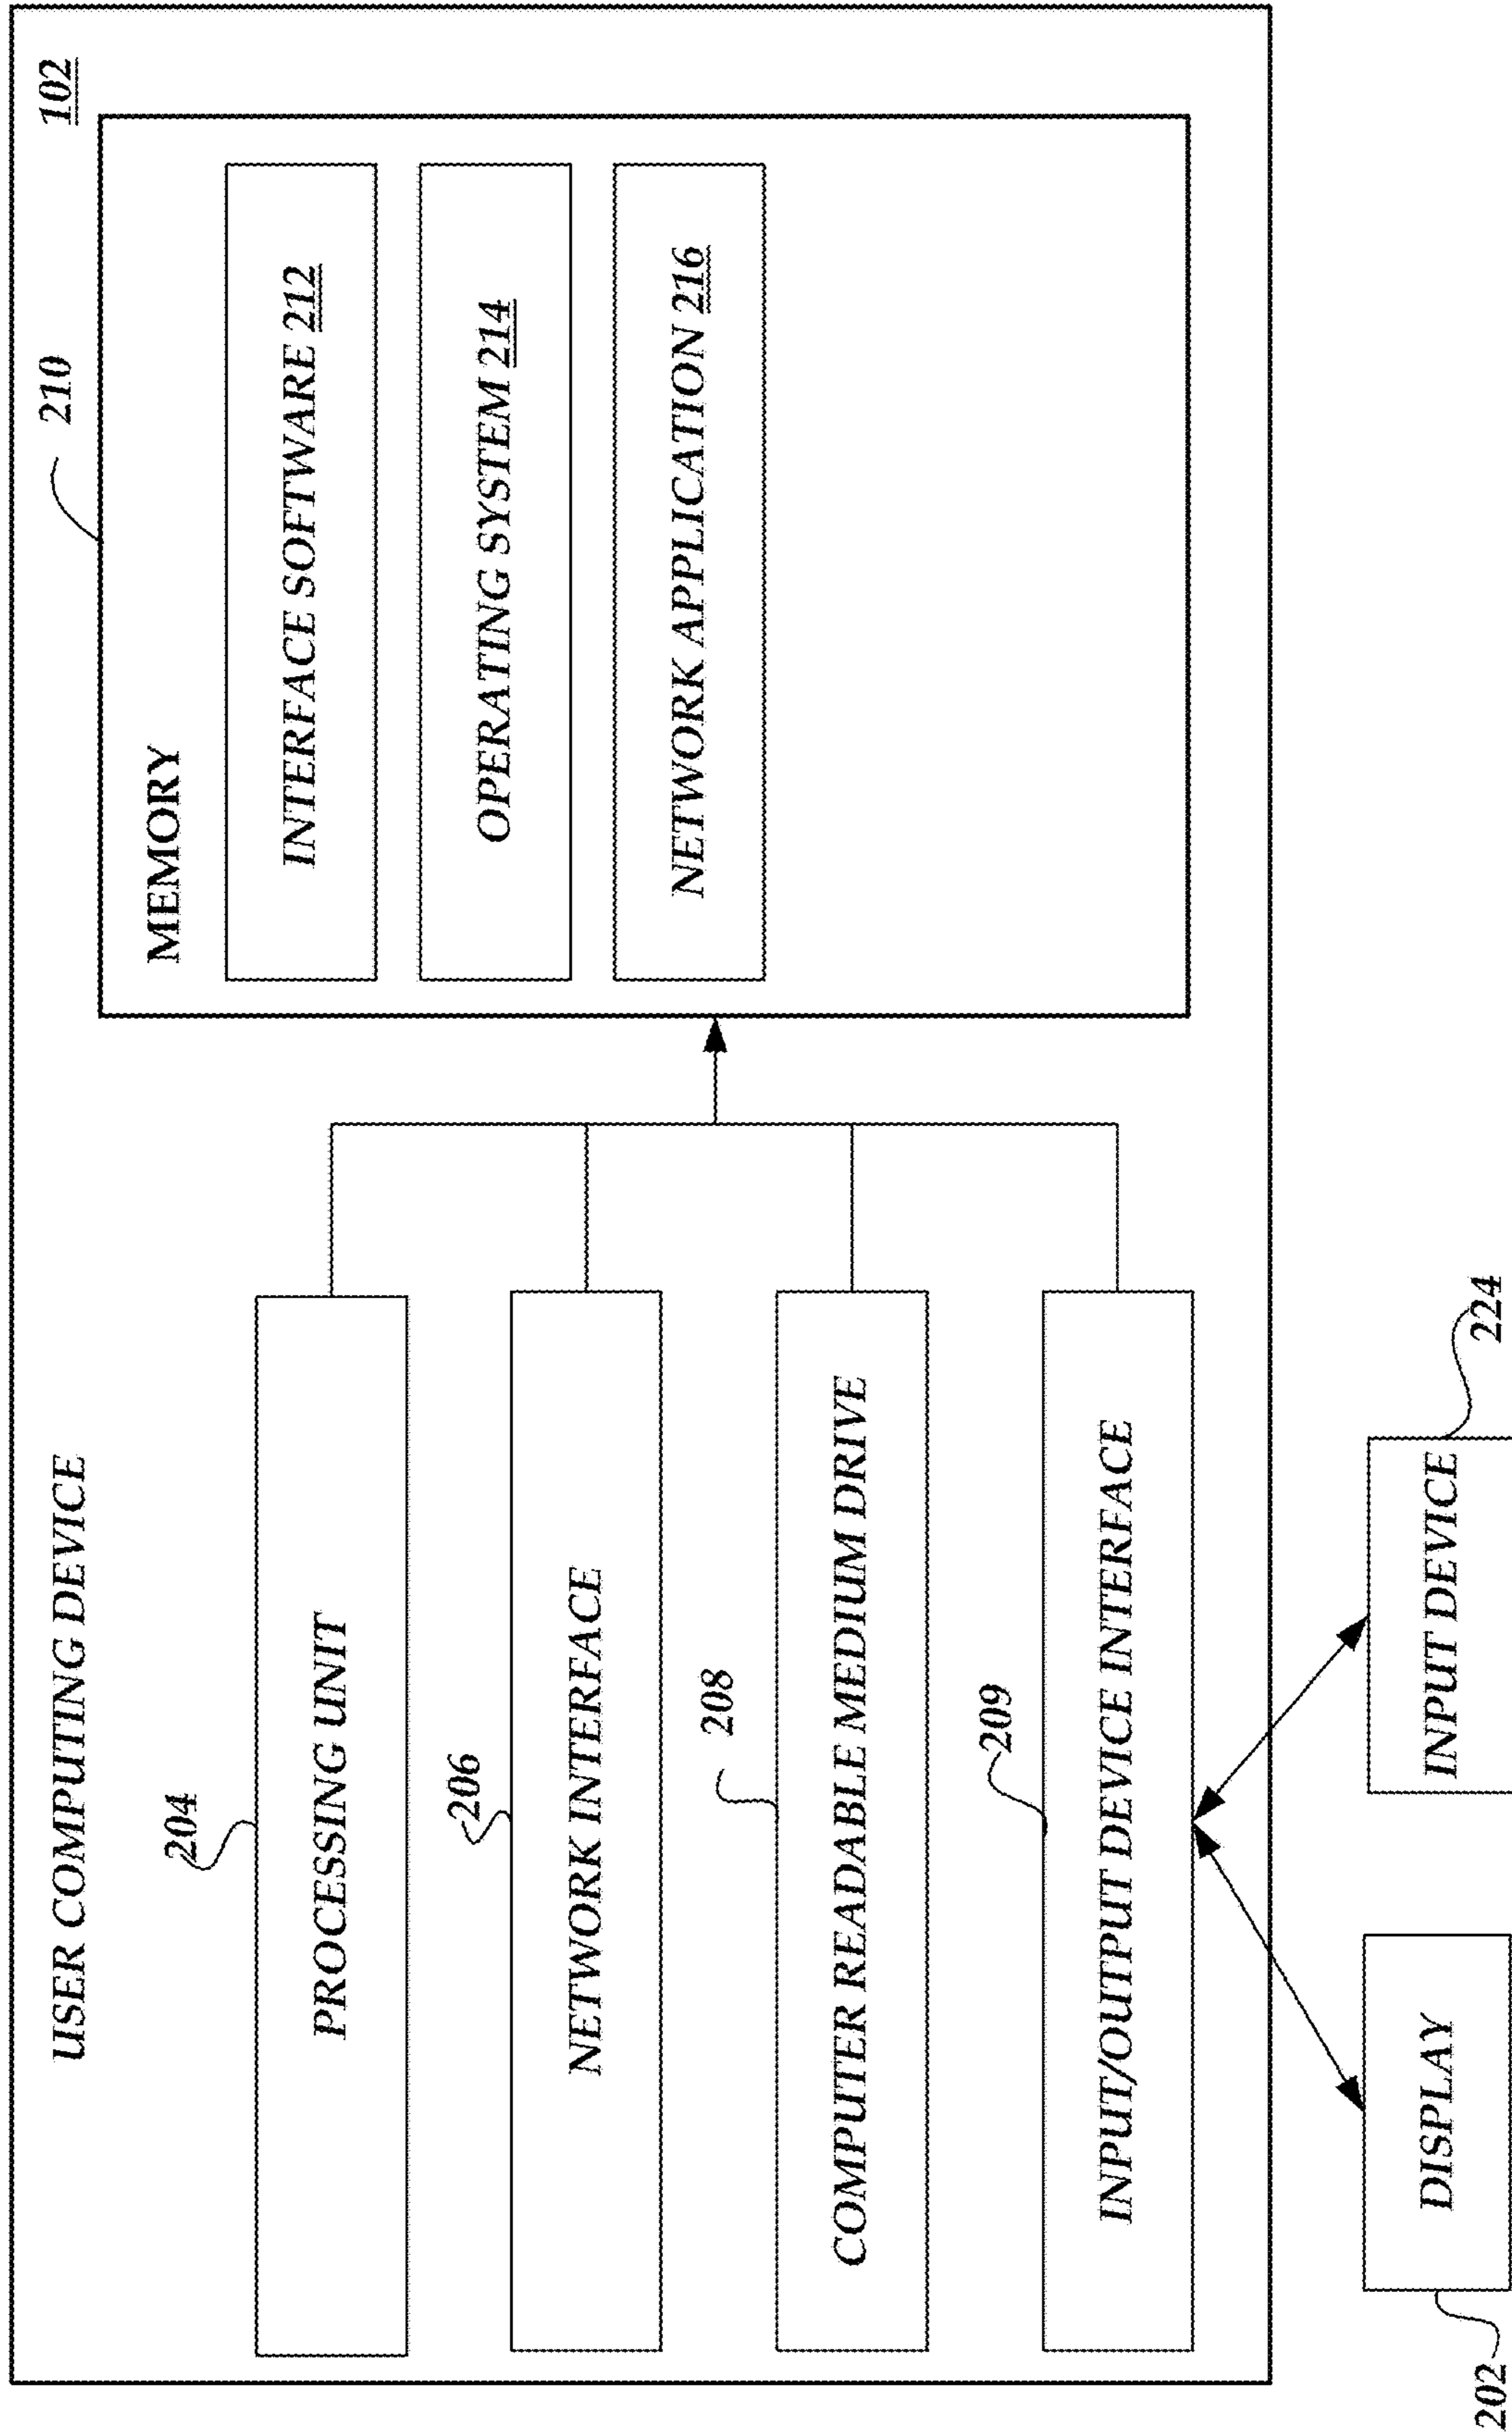 USER COMPUTING DEVICE
102
210
204
PROCESSING UNIT
206
NETWORK INTERFACE
208
COMPUTER READABLE MEDIUM DRIVE
209
INPUT/OUTPUT DEVICE INTERFACE
MEMORY
INTERFACE SOFTWARE 212
OPERATING SYSTEM 214
NETWORK APPLICATION 216
202
DISPLAY
INPUT DEVICE
224